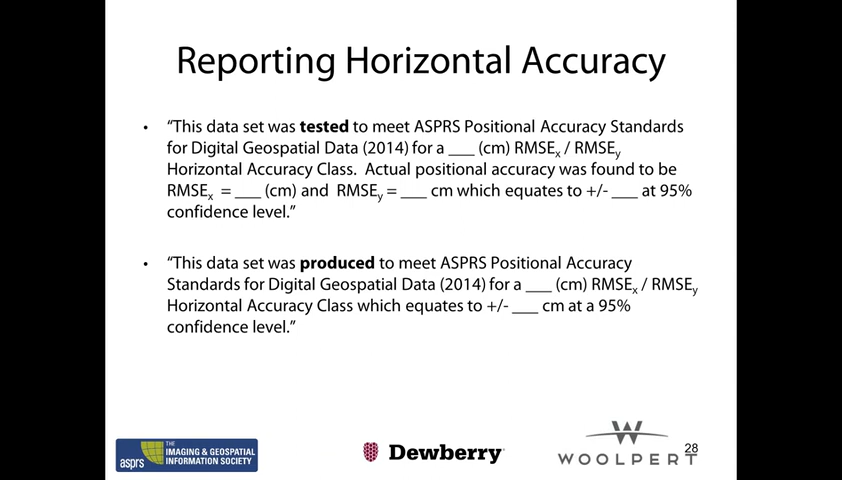 Reporting Horizontal Accuracy
• “This data set was tested to meet ASPRS Positional Accuracy Standards
for Digital Geospatial Data (2014) for a ___ (cm) RMSEx / RMSEy
Horizontal Accuracy Class. Actual positional accuracy was found to be
RMSEx = ___ (cm) and RMSEy = ___ cm which equates to +/- ___ at 95%
confidence level.”
• “This data set was produced to meet ASPRS Positional Accuracy
Standards for Digital Geospatial Data (2014) for a ___ (cm) RMSEx / RMSEy
Horizontal Accuracy Class which equates to +/- ___ cm at a 95%
confidence level.”
asprs
THE
IMAGING & GEOSPATIAL
INFORMATION SOCIETY
Dewberry
WOOLPERT
28